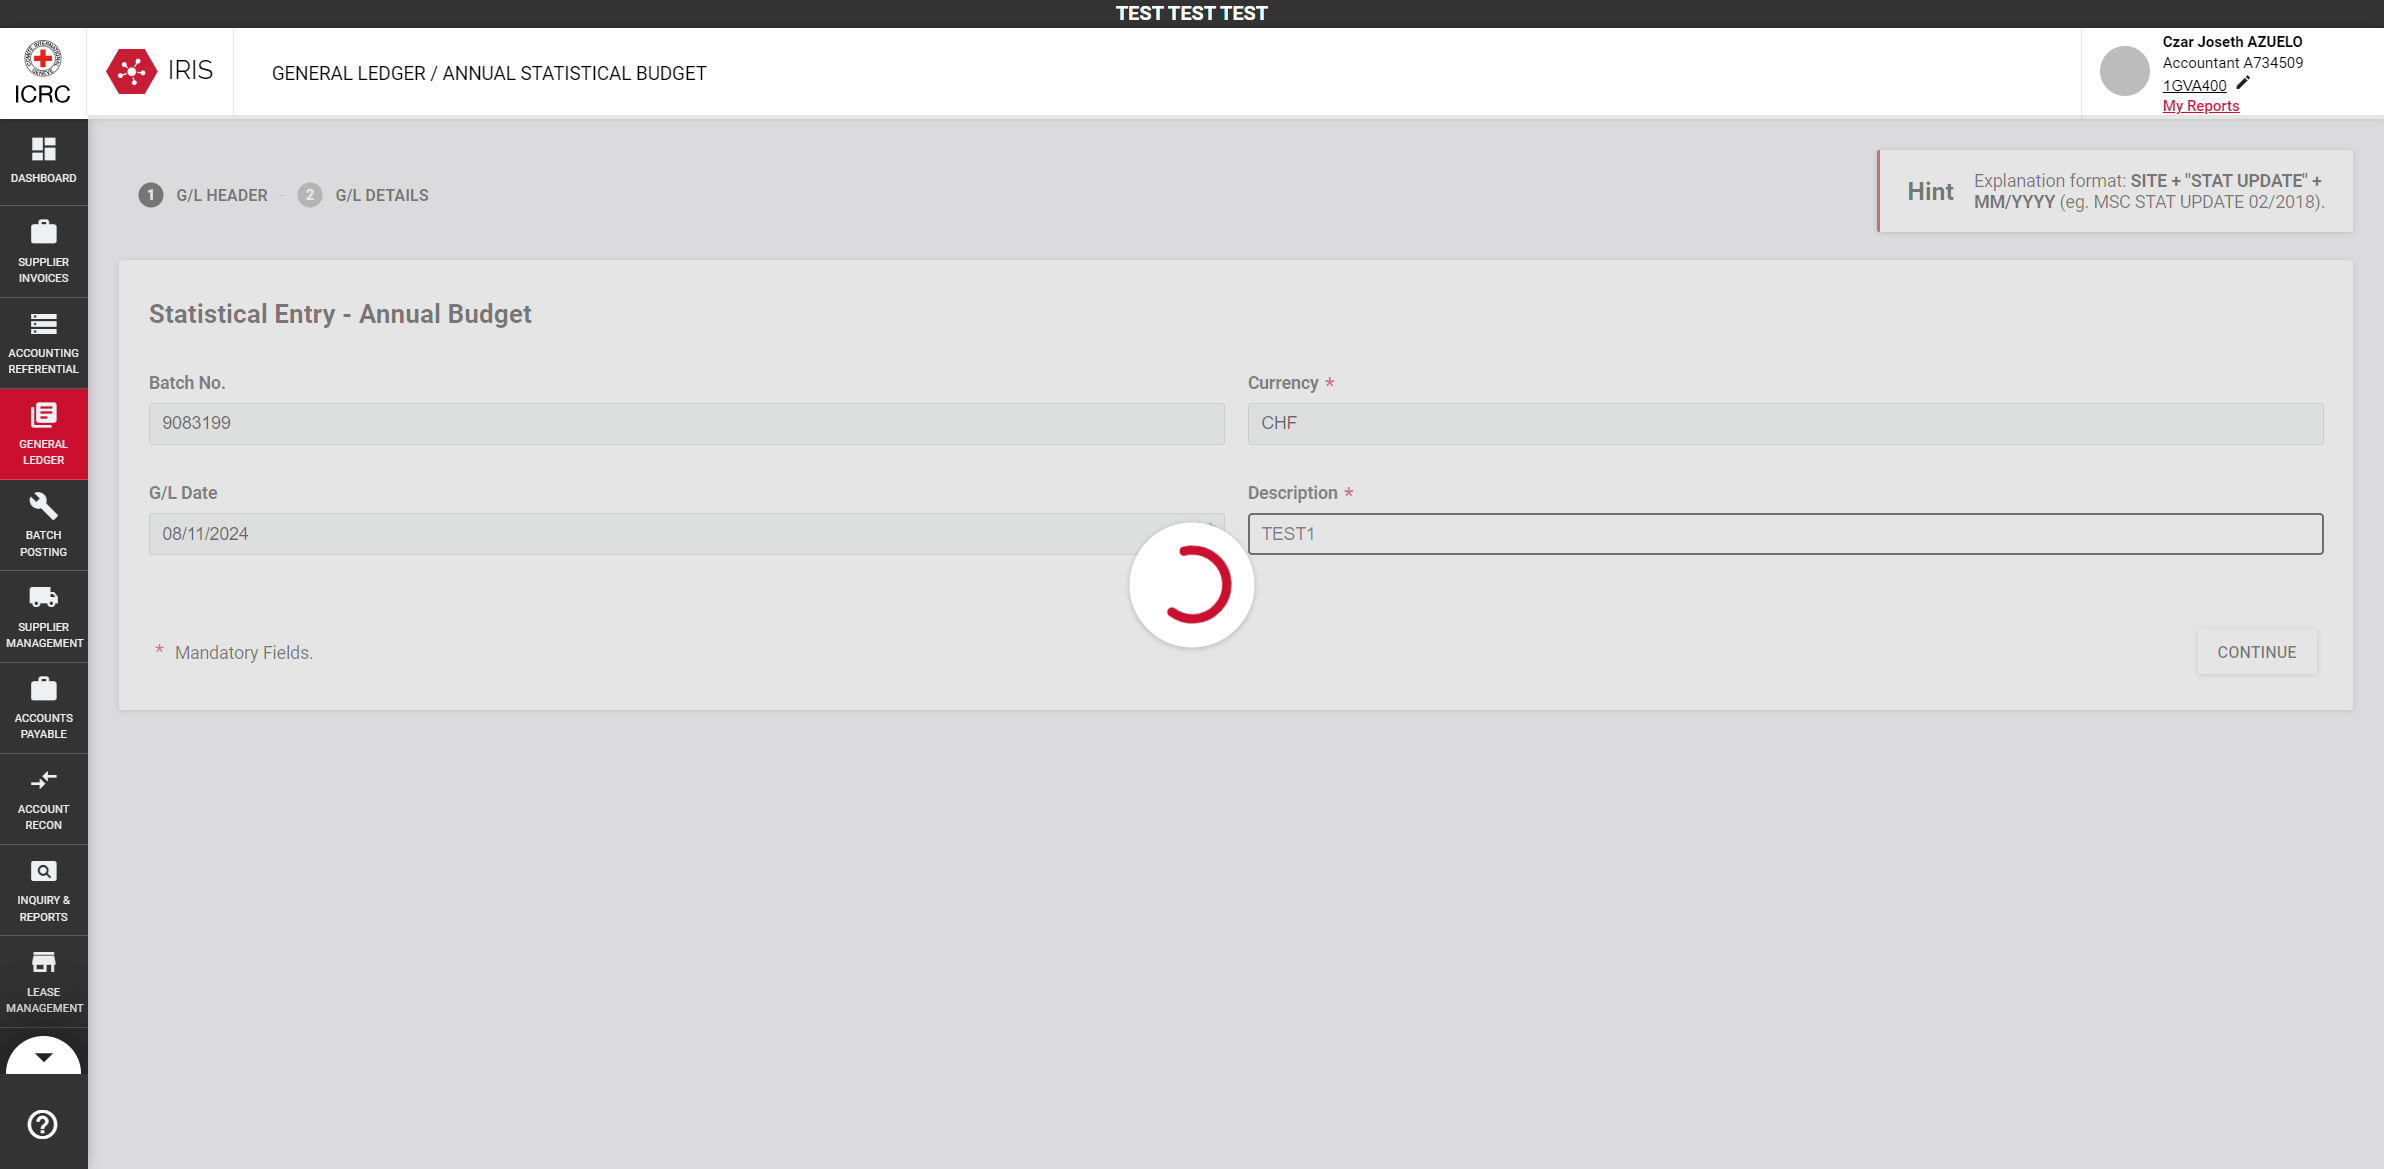 TEST TEST TEST
ICRC
IRIS
GENERAL LEDGER / ANNUAL STATISTICAL BUDGET
Czar Joseth AZUELO
Accountant A734509
1GVA400
My Reports
DASHBOARD
SUPPLIER
INVOICES
ACCOUNTING
REFERENTIAL
GENERAL
LEDGER
BATCH
POSTING
SUPPLIER
MANAGEMENT
ACCOUNTS
PAYABLE
ACCOUNT
RECON
INQUIRY &
REPORTS
LEASE
MANAGEMENT
1 G/L HEADER – 2 G/L DETAILS
Hint
Explanation format: SITE + "STAT UPDATE" +
MM/YYYY (eg. MSC STAT UPDATE 02/2018).
Statistical Entry - Annual Budget
Batch No.
9083199
Currency *
CHF
G/L Date
08/11/2024
Description *
TEST1
* Mandatory Fields.
CONTINUE